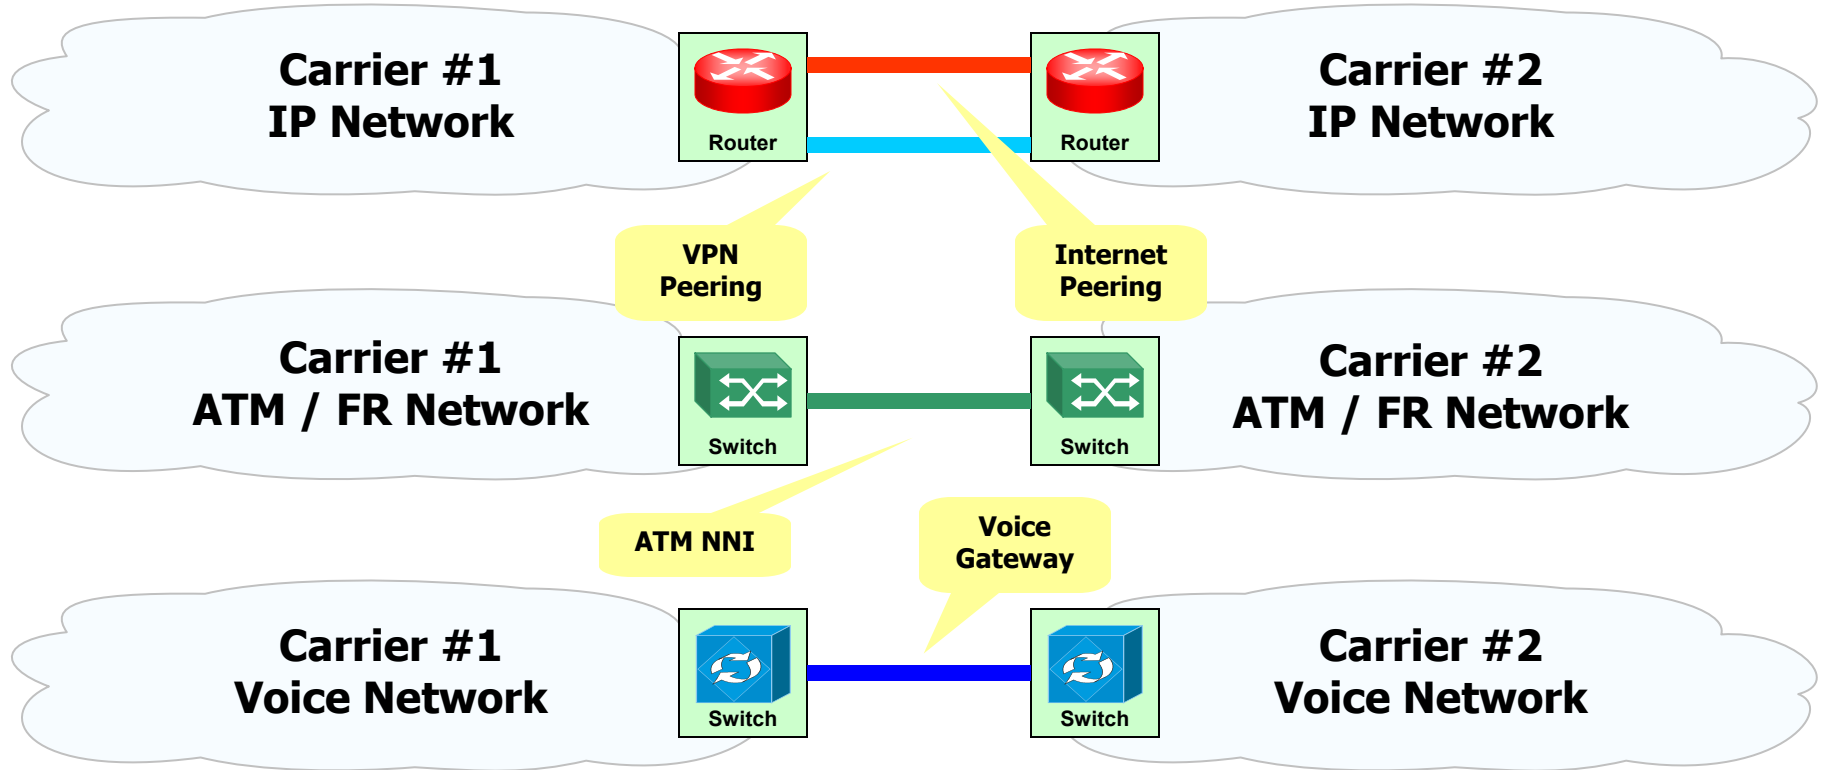 Carrier #1
IP Network
Router
Router
Carrier #2
IP Network
VPN
Peering
Internet
Peering
Carrier #1
ATM / FR Network
Switch
Switch
Carrier #2
ATM / FR Network
ATM NNI
Voice
Gateway
Carrier #1
Voice Network
Switch
Switch
Carrier #2
Voice Network